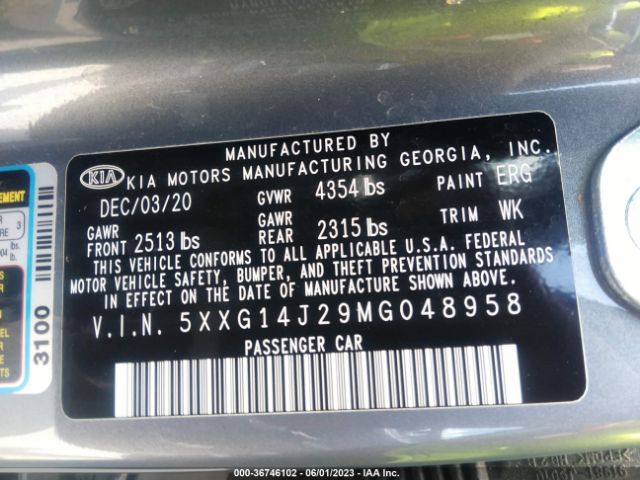 MANUFACTURED BY
KIA KIA MOTORS MANUFACTURING GEORGIA, INC.
DEC/03/20 GVWR 4354 lbs PAINT ERG
GAWR FRONT 2513 lbs GAWR REAR 2315 lbs TRIM WK
THIS VEHICLE CONFORMS TO ALL APPLICABLE U.S.A. FEDERAL
MOTOR VEHICLE SAFETY, BUMPER, AND THEFT PREVENTION STANDARDS
IN EFFECT ON THE DATE OF MANUFACTURE SHOWN ABOVE.
V.I.N. 5XXG14J29MG048958
PASSENGER CAR
3100
000-36746102 - 06/01/2023 - IAA Inc.